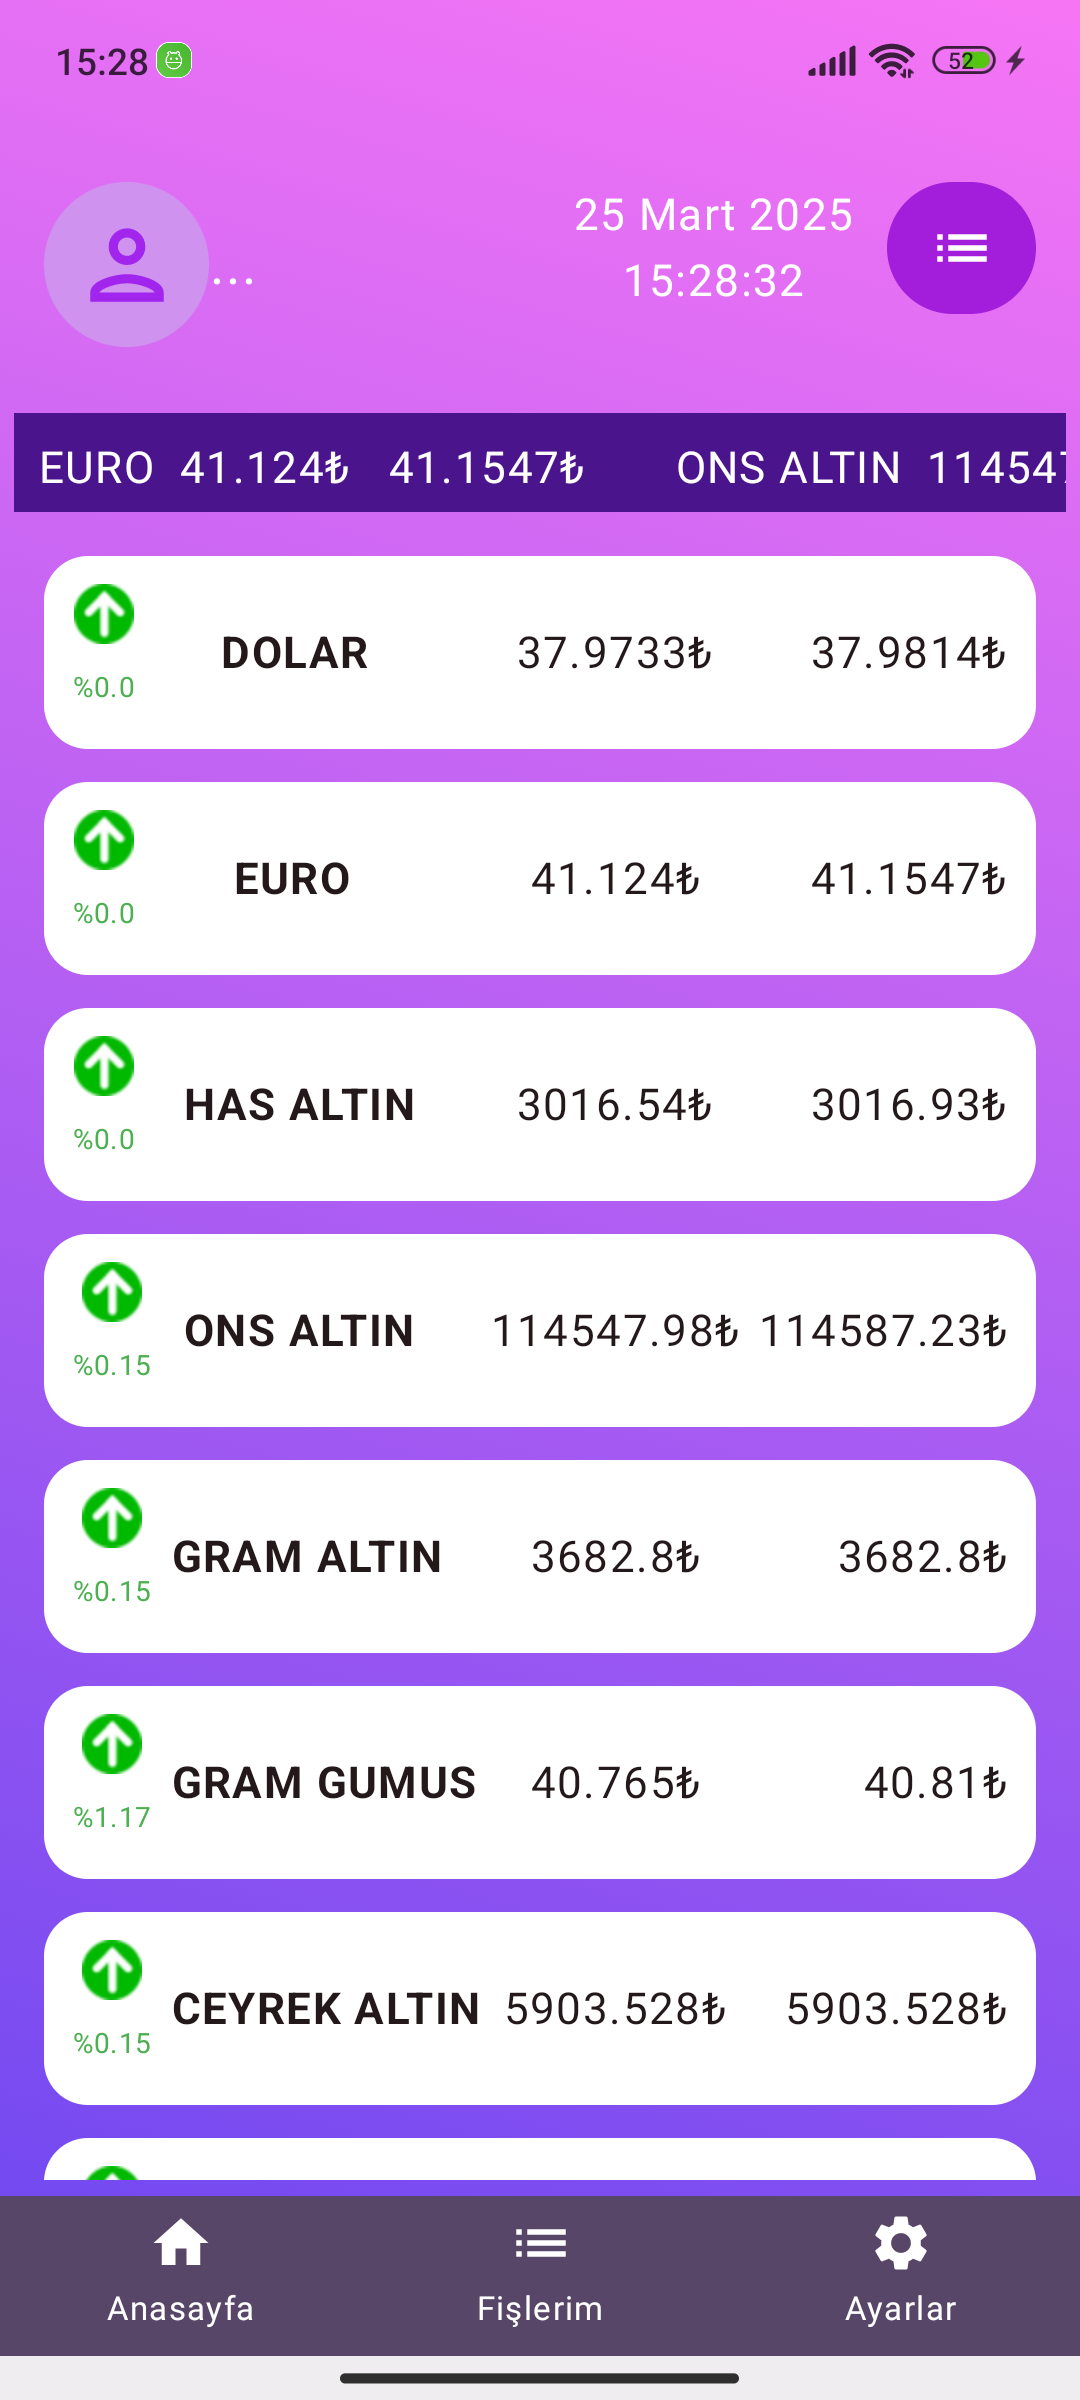 15:28
52
25 Mart 2025
15:28:32
...
EURO 41.124₺ 41.1547₺ ONS ALTIN 114547
%0.0 DOLAR 37.9733₺ 37.9814₺
%0.0 EURO 41.124₺ 41.1547₺
%0.0 HAS ALTIN 3016.54₺ 3016.93₺
%0.15 ONS ALTIN 114547.98₺ 114587.23₺
%0.15 GRAM ALTIN 3682.8₺ 3682.8₺
%1.17 GRAM GUMUS 40.765₺ 40.81₺
%0.15 CEYREK ALTIN 5903.528₺ 5903.528₺
Anasayfa Fişlerim Ayarlar